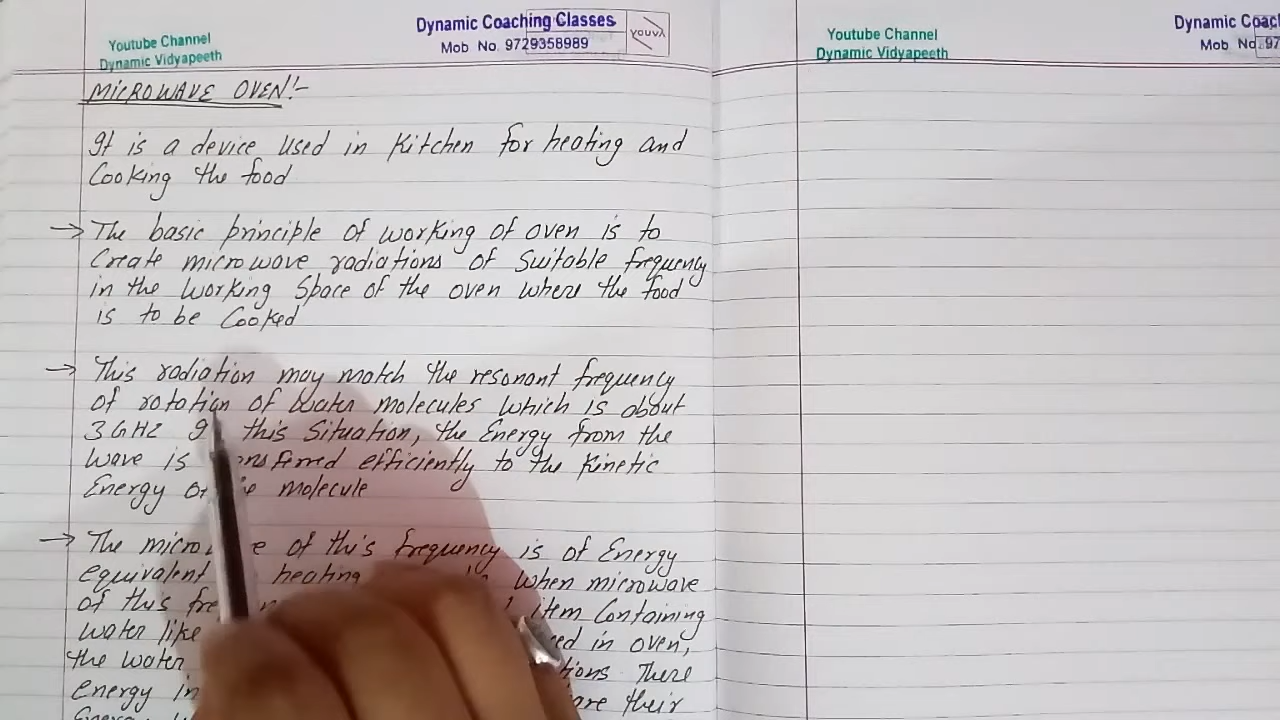 Youtube Channel
Dynamic Vidyapeeth
Dynamic Coaching Classes
Mob No. 9729358989
Youtube Channel
Dynamic Vidyapeeth
Dynamic Coac
Mob No. 97
MICROWAVE OVEN!-
It is a device used in Kitchen for heating and
Cooking the food
→ The basic principle of working of oven is to
Create microwave radiations of suitable frequency
in the working space of the oven where the food
is to be Cooked
→ This radiation may match the resonant frequency
of rotation of water molecules which is about
3 GHz this situation, the Energy from the
wave is efficiently to the Kinetic
Energy molecule
→ The of this frequency is of Energy
equivalent heating when microwave
of this item Containing
water like in oven,
the water There
energy in their